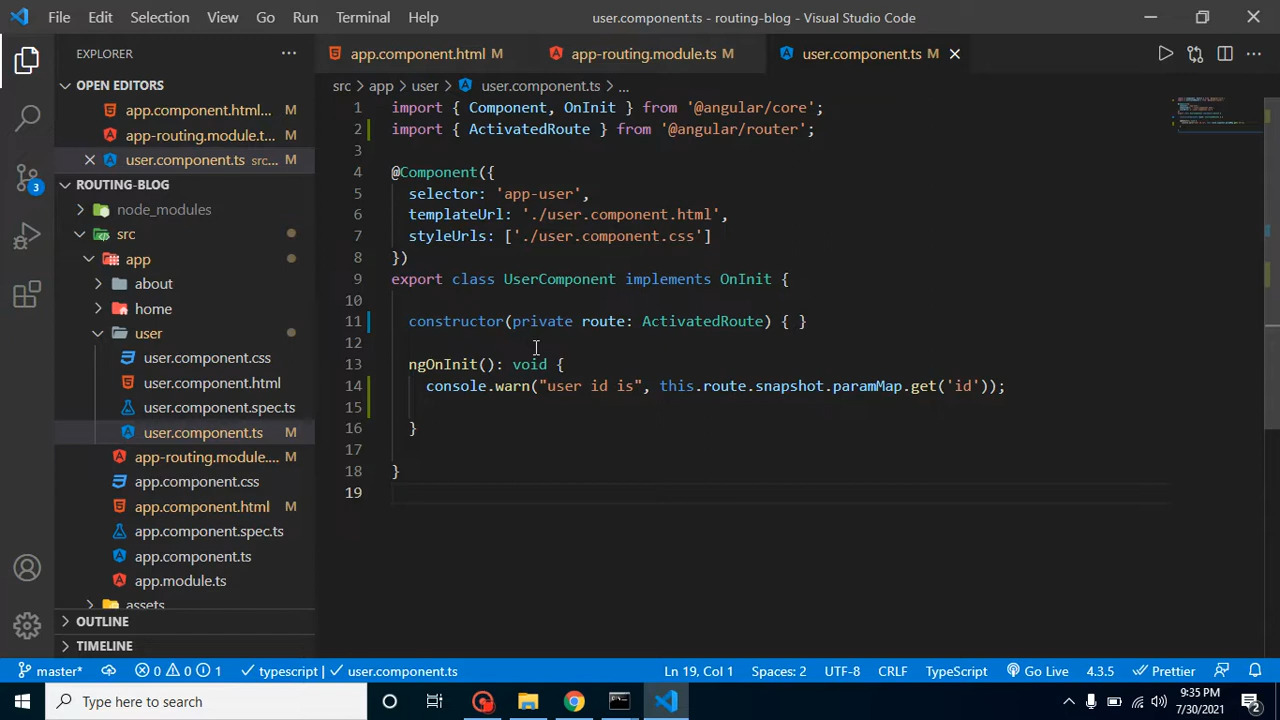 File Edit Selection View Go Run Terminal Help user.component.ts - routing-blog - Visual Studio Code
EXPLORER
OPEN EDITORS
app.component.html... M
app-routing.module.t... M
user.component.ts src... M
ROUTING-BLOG
node_modules
src
app
about
home
user
user.component.css
user.component.html
user.component.spec.ts
user.component.ts M
app-routing.module.... M
app.component.css
app.component.html M
app.component.spec.ts
app.component.ts
app.module.ts
assets
OUTLINE
TIMELINE
3
app.component.html M app-routing.module.ts M user.component.ts M
src > app > user > user.component.ts > ...
1 import { Component, OnInit } from '@angular/core';
2 import { ActivatedRoute } from '@angular/router';
3
4 @Component({
5 selector: 'app-user',
6 templateUrl: './user.component.html',
7 styleUrls: ['./user.component.css']
8 })
9 export class UserComponent implements OnInit {
10
11 constructor(private route: ActivatedRoute) { }
12
13 ngOnInit(): void {
14 console.warn("user id is", this.route.snapshot.paramMap.get('id'));
15
16 }
17
18 }
19
master* 0 0 1 typescript | user.component.ts Ln 19, Col 1 Spaces: 2 UTF-8 CRLF TypeScript Go Live 4.3.5 Prettier
Type here to search
9:35 PM
7/30/2021
2